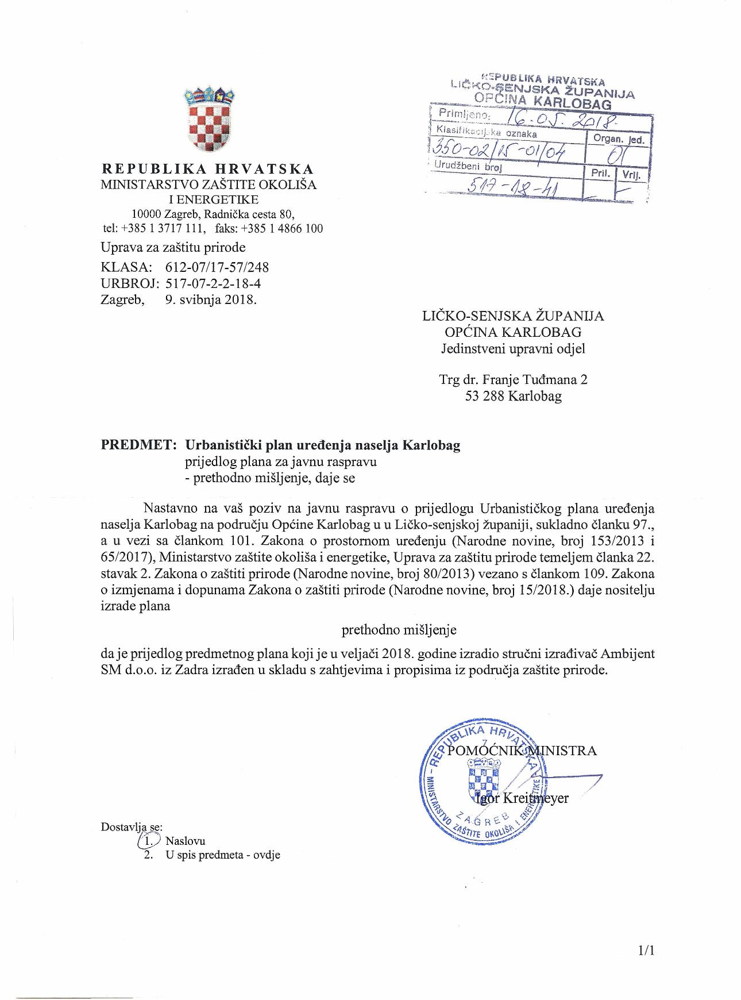 REPUBLIKA HRVATSKA
MINISTARSTVO ZAŠTITE OKOLIŠA
I ENERGETIKE
10000 Zagreb, Radnička cesta 80,
tel: +385 1 3717 111, faks: +385 1 4866 100
Uprava za zaštitu prirode
KLASA: 612-07/17-57/248
URBROJ: 517-07-2-2-18-4
Zagreb, 9. svibnja 2018.
REPUBLIKA HRVATSKA
LIČKO-SENJSKA ŽUPANIJA
OPĆINA KARLOBAG
Primljeno: 16.05.2018.
Klasifikacijska oznaka
Organ. jed.
350-02/15-01/04
01
Urudžbeni broj
Pril.
Vrij.
517-18-41
LIČKO-SENJSKA ŽUPANIJA
OPĆINA KARLOBAG
Jedinstveni upravni odjel
Trg dr. Franje Tuđmana 2
53 288 Karlobag
PREDMET: Urbanistički plan uređenja naselja Karlobag
prijedlog plana za javnu raspravu
- prethodno mišljenje, daje se
Nastavno na vaš poziv na javnu raspravu o prijedlogu Urbanističkog plana uređenja
naselja Karlobag na području Općine Karlobag u u Ličko-senjskoj županiji, sukladno članku 97.,
a u vezi sa člankom 101. Zakona o prostornom uređenju (Narodne novine, broj 153/2013 i
65/2017), Ministarstvo zaštite okoliša i energetike, Uprava za zaštitu prirode temeljem članka 22.
stavak 2. Zakona o zaštiti prirode (Narodne novine, broj 80/2013) vezano s člankom 109. Zakona
o izmjenama i dopunama Zakona o zaštiti prirode (Narodne novine, broj 15/2018.) daje nositelju
izrade plana
prethodno mišljenje
da je prijedlog predmetnog plana koji je u veljači 2018. godine izradio stručni izrađivač Ambijent
SM d.o.o. iz Zadra izrađen u skladu s zahtjevima i propisima iz područja zaštite prirode.
POMOĆNIK MINISTRA
Igor Kreitmeyer
REPUBLIKA HRVATSKA
MINISTARSTVO ZAŠTITE OKOLIŠA I ENERGETIKE
ZAGREB
7
Dostavlja se:
1. Naslovu
2. U spis predmeta - ovdje
1/1